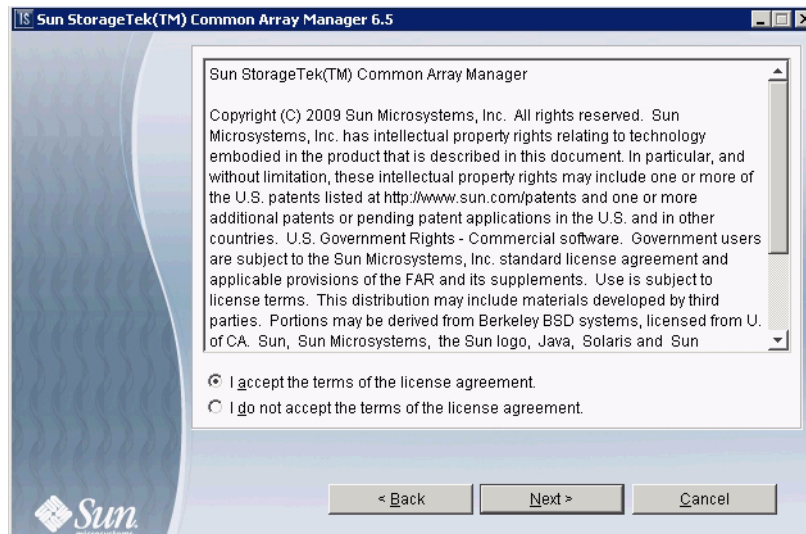 Sun StorageTek(TM) Common Array Manager 6.5
Sun StorageTek(TM) Common Array Manager
Copyright (C) 2009 Sun Microsystems, Inc. All rights reserved. Sun
Microsystems, Inc. has intellectual property rights relating to technology
embodied in the product that is described in this document. In particular, and
without limitation, these intellectual property rights may include one or more of
the U.S. patents listed at http://www.sun.com/patents and one or more
additional patents or pending patent applications in the U.S. and in other
countries. U.S. Government Rights - Commercial software. Government users
are subject to the Sun Microsystems, Inc. standard license agreement and
applicable provisions of the FAR and its supplements. Use is subject to
license terms. This distribution may include materials developed by third
parties. Portions may be derived from Berkeley BSD systems, licensed from U.
of CA. Sun, Sun Microsystems, the Sun logo, Java, Solaris and Sun
I accept the terms of the license agreement.
I do not accept the terms of the license agreement.
< Back
Next >
Cancel
Sun
microsystems